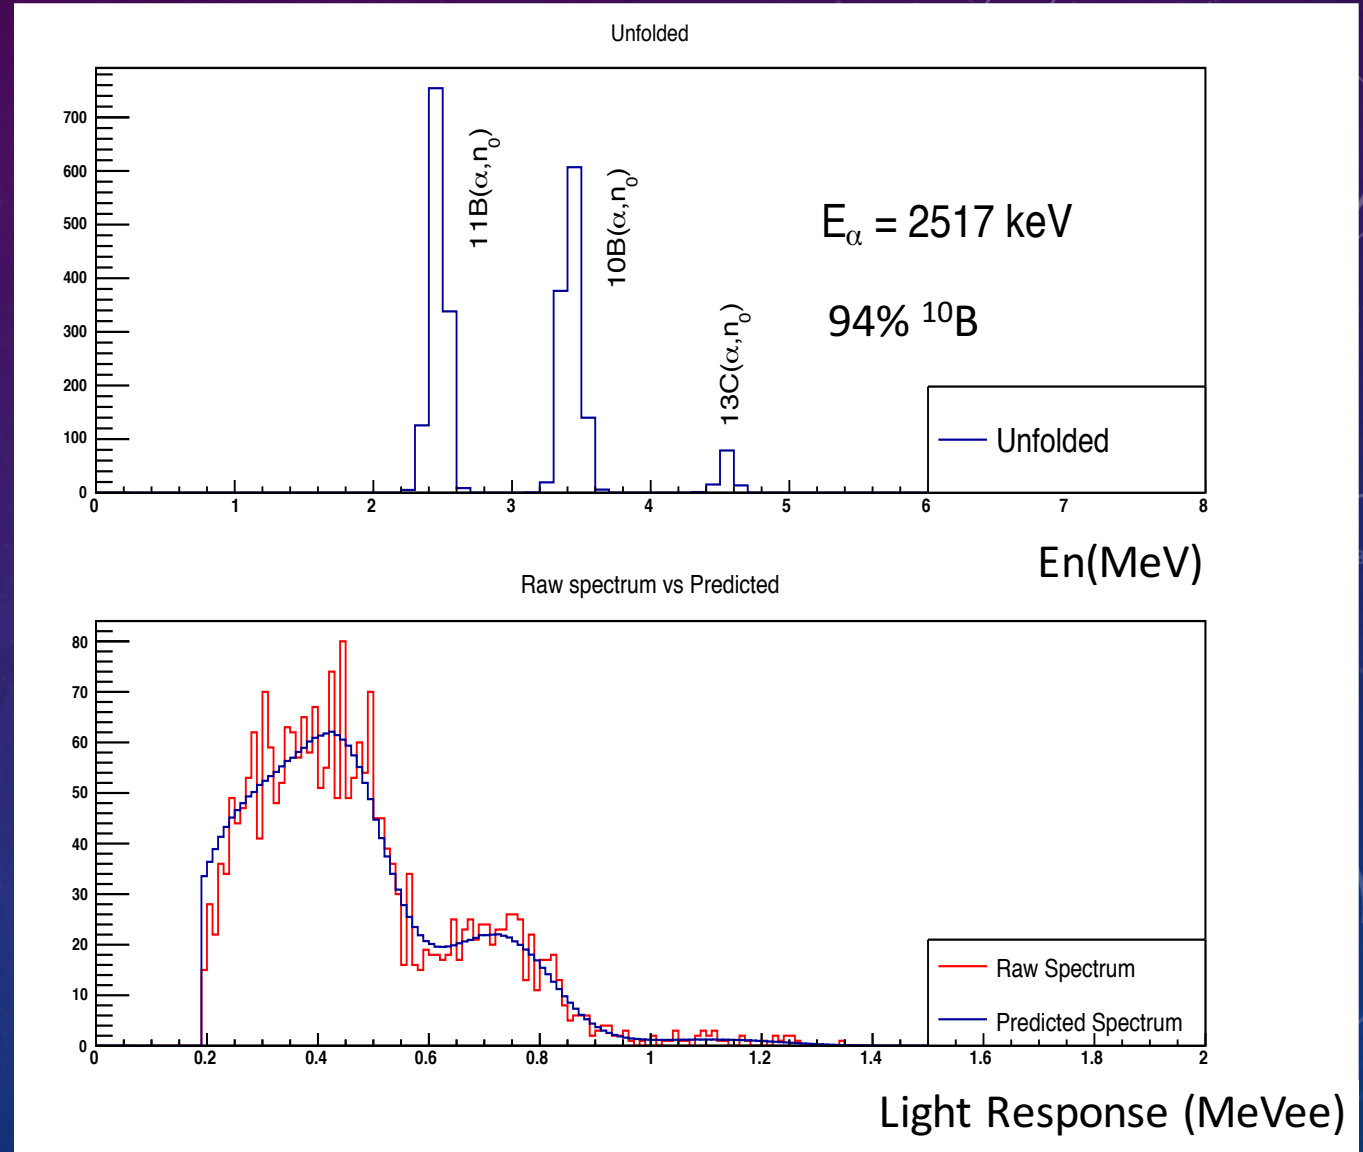 Unfolded
700
600
500
400
300
200
100
0
11B(α,n₀)
10B(α,n₀)
13C(α,n₀)
Eα = 2517 keV
94% ¹⁰B
Unfolded
0 1 2 3 4 5 6 7 8
En(MeV)
Raw spectrum vs Predicted
80
70
60
50
40
30
20
10
0
Raw Spectrum
Predicted Spectrum
0 0.2 0.4 0.6 0.8 1 1.2 1.4 1.6 1.8 2
Light Response (MeVee)